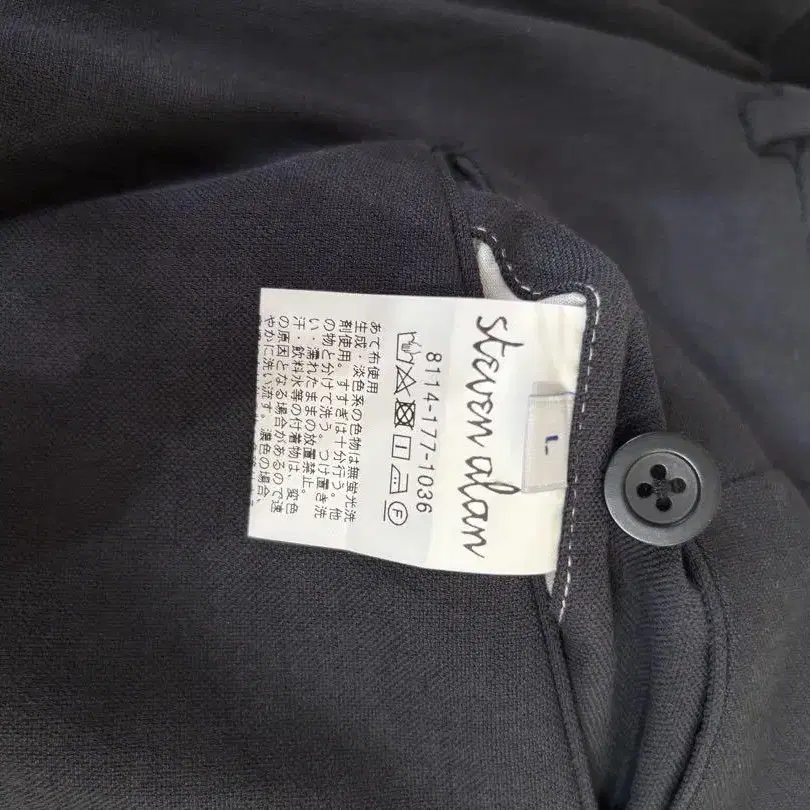 steven alan
L
8114-177-1036
F
あて布使用
生成・淡色系の色物は無蛍光洗
剤使用。すすぎは十分行う。他
の物と分けて洗う。つけ置き洗
い・濡れたままの放置禁止。
汗・飲料水等の付着物は、変色
の原因となる場合があるので速
やかに洗い流す。濃色の場合、